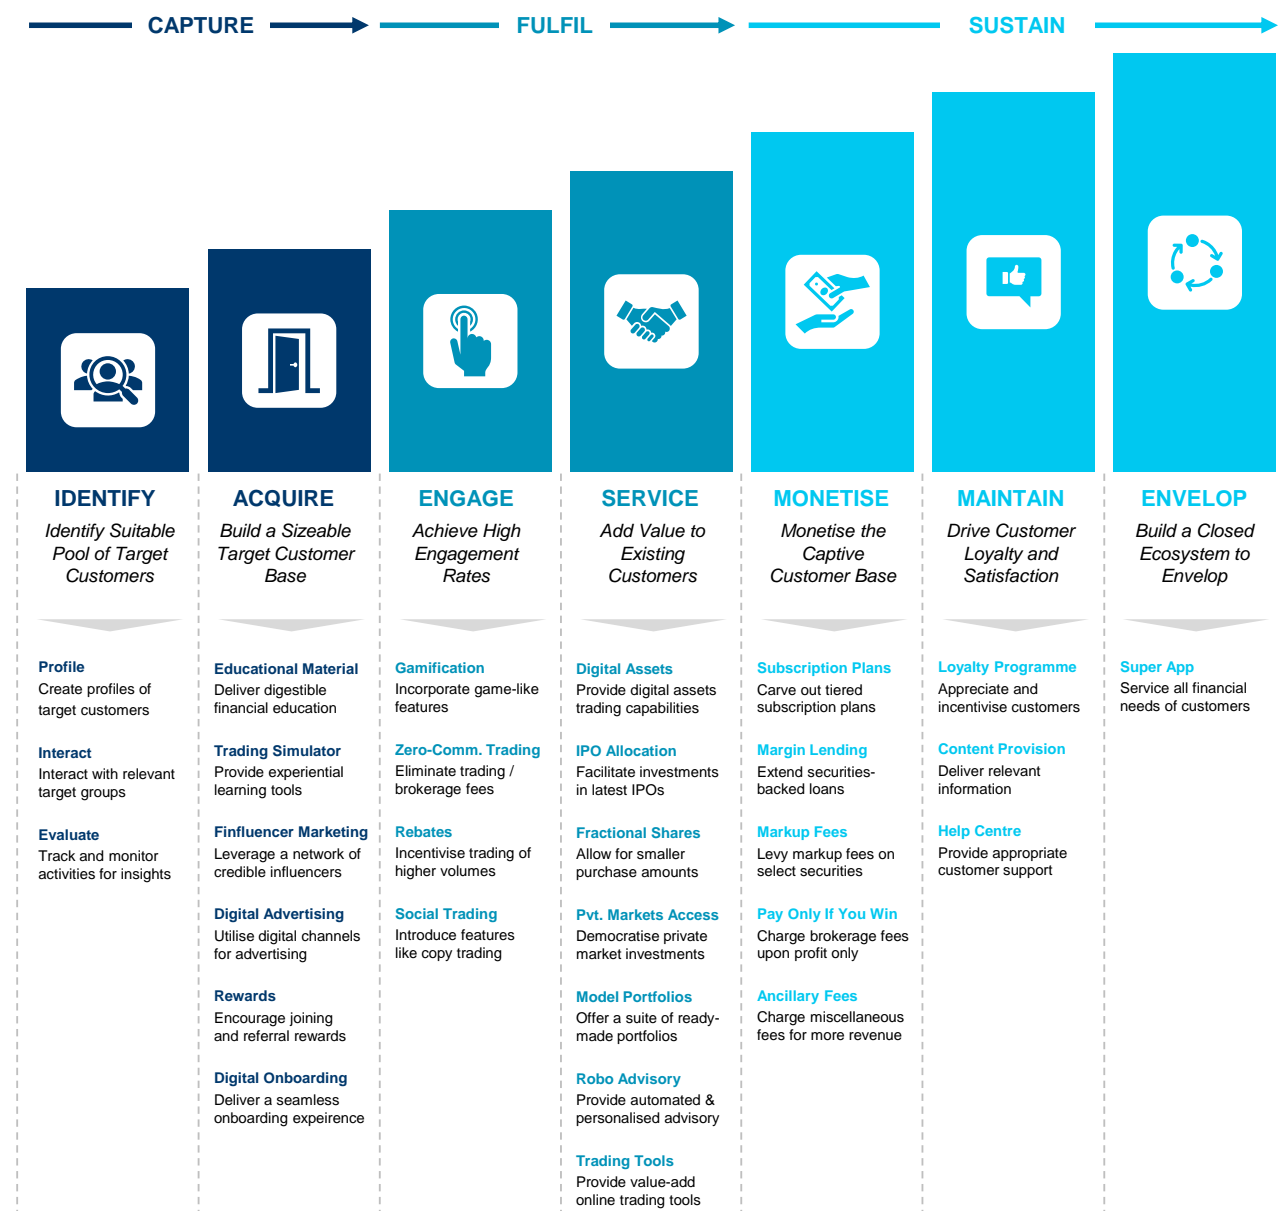 CAPTURE
FULFIL
SUSTAIN
IDENTIFY
Identify Suitable
Pool of Target
Customers
Profile
Create profiles of
target customers
Interact
Interact with relevant
target groups
Evaluate
Track and monitor
activities for insights
ACQUIRE
Build a Sizeable
Target Customer
Base
Educational Material
Deliver digestible
financial education
Trading Simulator
Provide experiential
learning tools
Finfluencer Marketing
Leverage a network of
credible influencers
Digital Advertising
Utilise digital channels
for advertising
Rewards
Encourage joining
and referral rewards
Digital Onboarding
Deliver a seamless
onboarding expeirence
ENGAGE
Achieve High
Engagement
Rates
Gamification
Incorporate game-like
features
Zero-Comm. Trading
Eliminate trading /
brokerage fees
Rebates
Incentivise trading of
higher volumes
Social Trading
Introduce features
like copy trading
SERVICE
Add Value to
Existing
Customers
Digital Assets
Provide digital assets
trading capabilities
IPO Allocation
Facilitate investments
in latest IPOs
Fractional Shares
Allow for smaller
purchase amounts
Pvt. Markets Access
Democratise private
market investments
Model Portfolios
Offer a suite of ready-
made portfolios
Robo Advisory
Provide automated &
personalised advisory
Trading Tools
Provide value-add
online trading tools
MONETISE
Monetise the
Captive
Customer Base
Subscription Plans
Carve out tiered
subscription plans
Margin Lending
Extend securities-
backed loans
Markup Fees
Levy markup fees on
select securities
Pay Only If You Win
Charge brokerage fees
upon profit only
Ancillary Fees
Charge miscellaneous
fees for more revenue
MAINTAIN
Drive Customer
Loyalty and
Satisfaction
Loyalty Programme
Appreciate and
incentivise customers
Content Provision
Deliver relevant
information
Help Centre
Provide appropriate
customer support
ENVELOP
Build a Closed
Ecosystem to
Envelop
Super App
Service all financial
needs of customers